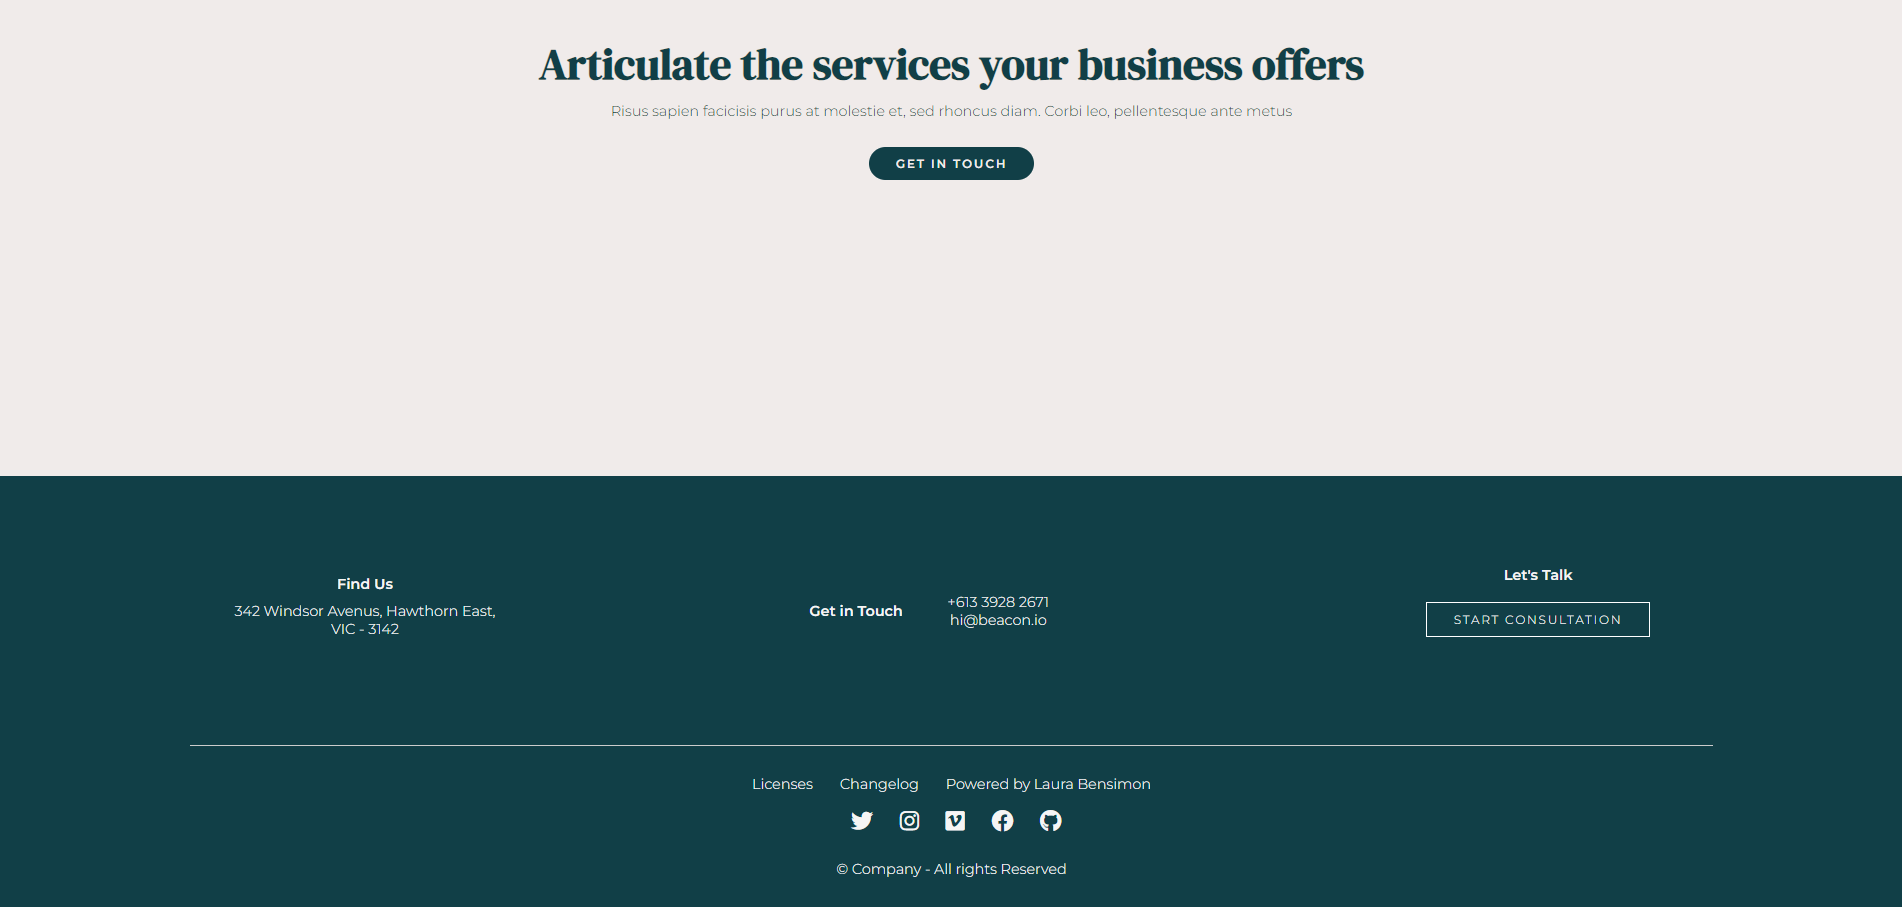 Articulate the services your business offers
Risus sapien facicisis purus at molestie et, sed rhoncus diam. Corbi leo, pellentesque ante metus
GET IN TOUCH
Find Us
342 Windsor Avenus, Hawthorn East,
VIC - 3142
Get in Touch
+613 3928 2671
hi@beacon.io
Let's Talk
START CONSULTATION
Licenses Changelog Powered by Laura Bensimon
© Company - All rights Reserved